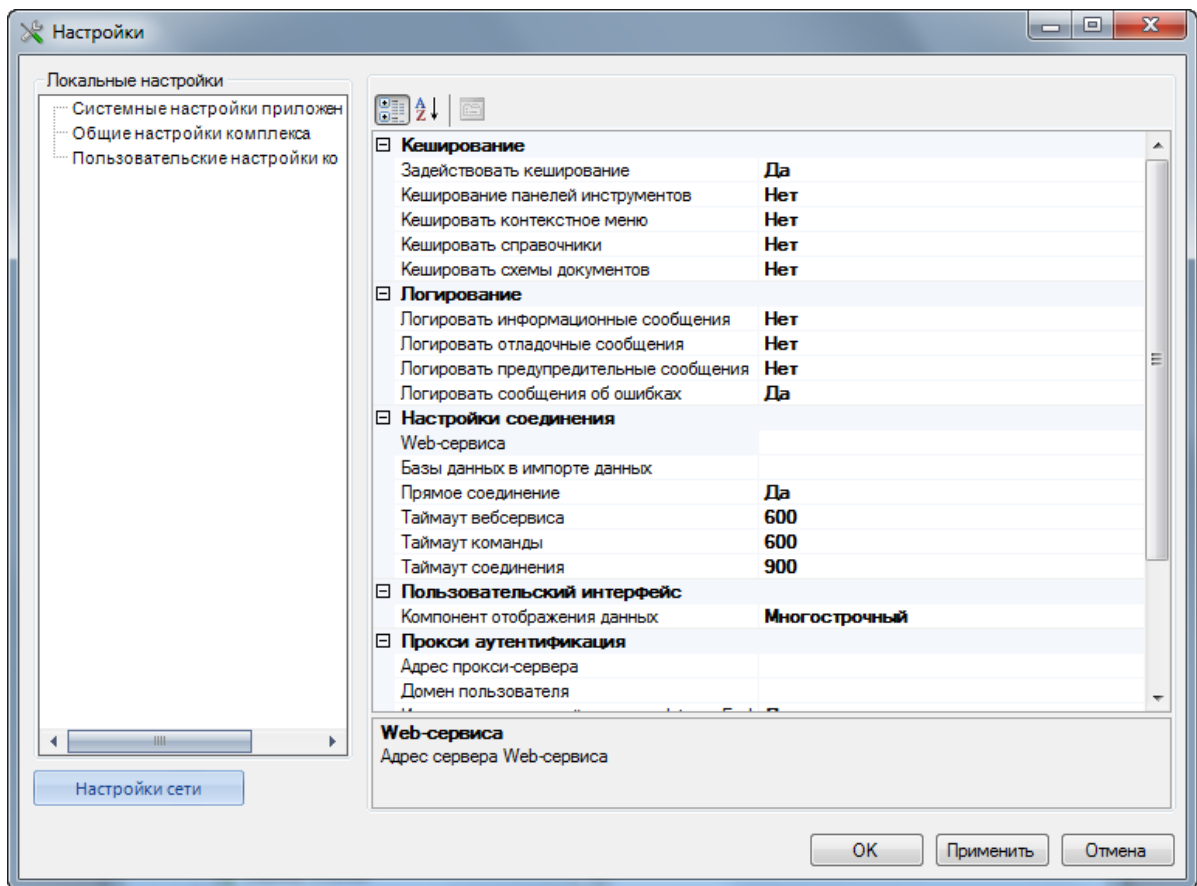 Настройки
Локальные настройки
Системные настройки приложен
Общие настройки комплекса
Пользовательские настройки ко
Кеширование
Задействовать кеширование Да
Кеширование панелей инструментов Нет
Кешировать контекстное меню Нет
Кешировать справочники Нет
Кешировать схемы документов Нет
Логирование
Логировать информационные сообщения Нет
Логировать отладочные сообщения Нет
Логировать предупредительные сообщения Нет
Логировать сообщения об ошибках Да
Настройки соединения
Web-сервиса
Базы данных в импорте данных
Прямое соединение Да
Таймаут вебсервиса 600
Таймаут команды 600
Таймаут соединения 900
Пользовательский интерфейс
Компонент отображения данных Многострочный
Прокси аутентификация
Адрес прокси-сервера
Домен пользователя
Web-сервиса
Адрес сервера Web-сервиса
Настройки сети
ОК Применить Отмена